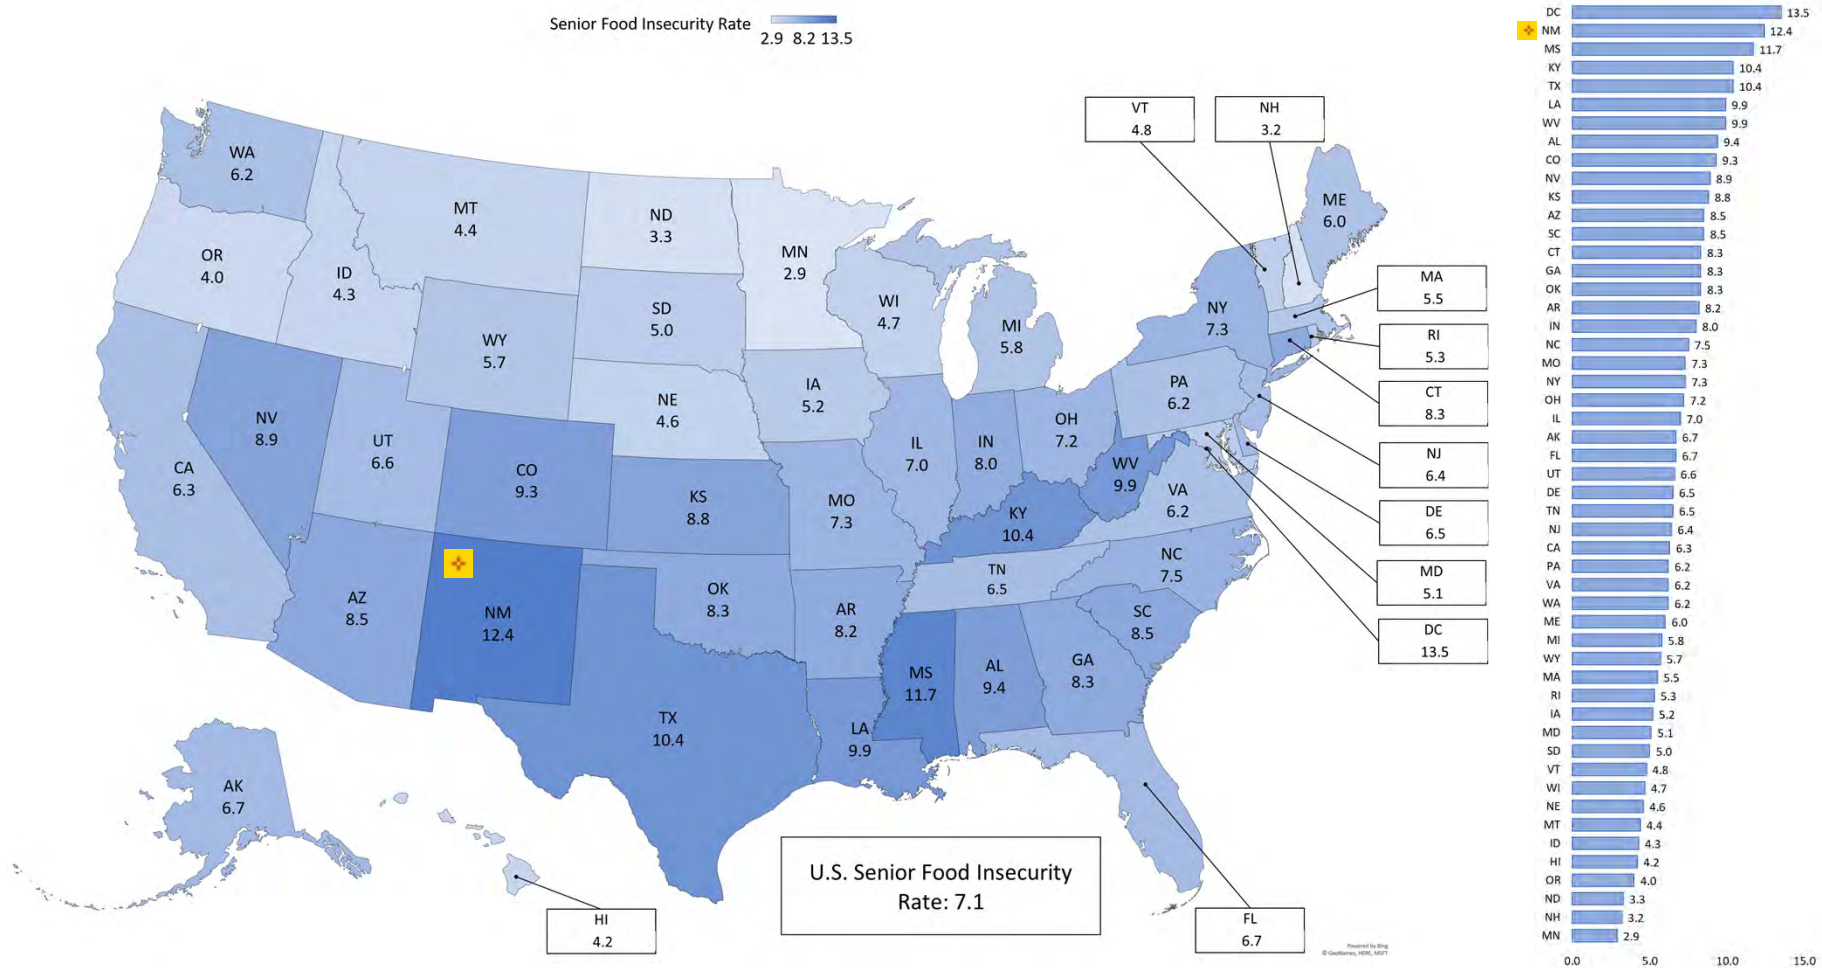 Senior Food Insecurity Rate
2.9 8.2 13.5
WA
6.2
OR
4.0
ID
4.3
MT
4.4
ND
3.3
MN
2.9
WI
4.7
MI
5.8
SD
5.0
WY
5.7
NE
4.6
IA
5.2
NV
8.9
UT
6.6
CA
6.3
CO
9.3
KS
8.8
MO
7.3
IL
7.0
IN
8.0
OH
7.2
PA
6.2
NY
7.3
ME
6.0
WV
9.9
VA
6.2
KY
10.4
NC
7.5
TN
6.5
SC
8.5
AZ
8.5
NM
12.4
OK
8.3
AR
8.2
TX
10.4
LA
9.9
MS
11.7
AL
9.4
GA
8.3
AK
6.7
HI
4.2
FL
6.7
VT
4.8
NH
3.2
MA
5.5
RI
5.3
CT
8.3
NJ
6.4
DE
6.5
MD
5.1
DC
13.5
U.S. Senior Food Insecurity
Rate: 7.1
Powered by Bing
© GeoNames, HERE, MSFT
DC 13.5
NM 12.4
MS 11.7
KY 10.4
TX 10.4
LA 9.9
WV 9.9
AL 9.4
CO 9.3
NV 8.9
KS 8.8
AZ 8.5
SC 8.5
CT 8.3
GA 8.3
OK 8.3
AR 8.2
IN 8.0
NC 7.5
MO 7.3
NY 7.3
OH 7.2
IL 7.0
AK 6.7
FL 6.7
UT 6.6
DE 6.5
TN 6.5
NJ 6.4
CA 6.3
PA 6.2
VA 6.2
WA 6.2
ME 6.0
MI 5.8
WY 5.7
MA 5.5
RI 5.3
IA 5.2
MD 5.1
SD 5.0
VT 4.8
WI 4.7
NE 4.6
MT 4.4
ID 4.3
HI 4.2
OR 4.0
ND 3.3
NH 3.2
MN 2.9
0.0 5.0 10.0 15.0